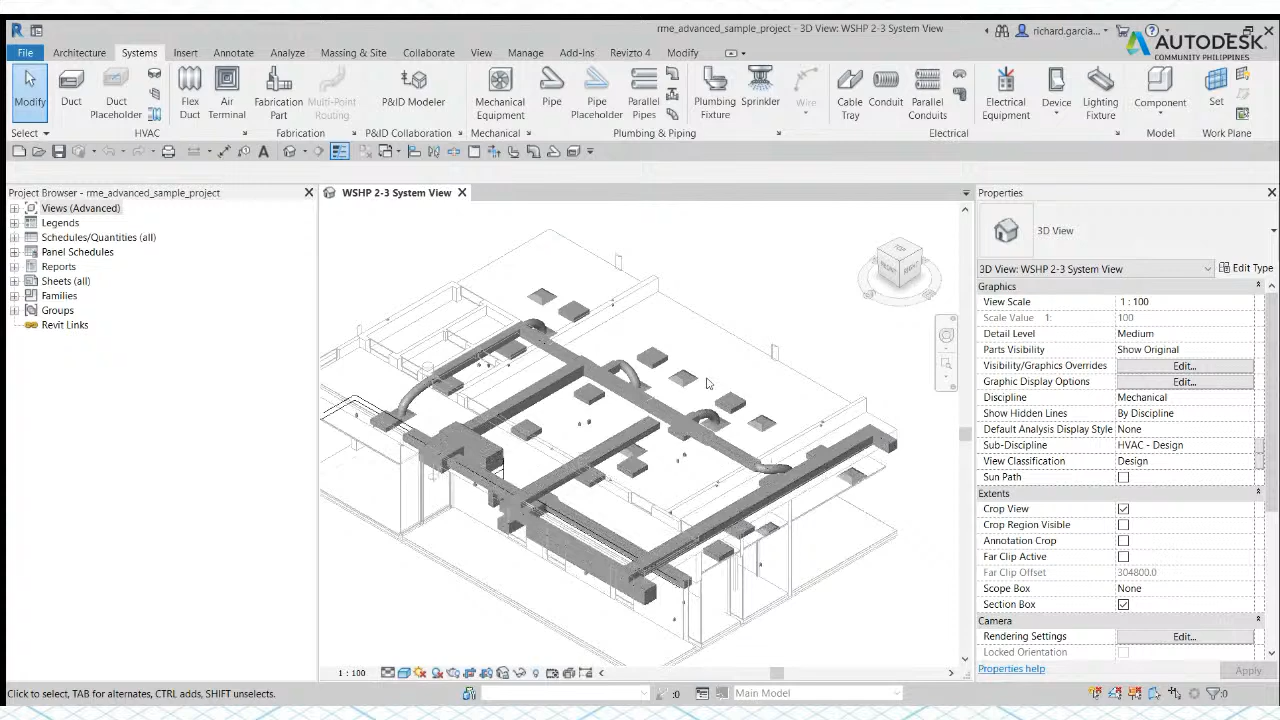 rme_advanced_sample_project - 3D View: WSHP 2-3 System View
richard.garcia...
AUTODESK
COMMUNITY PHILIPPINES
File Architecture Systems Insert Annotate Analyze Massing & Site Collaborate View Manage Add-Ins Revizto 4 Modify
Modify
Duct
Duct Placeholder
Flex Duct
Air Terminal
Fabrication Part
Multi-Point Routing
P&ID Modeler
Mechanical Equipment
Pipe
Pipe Placeholder
Parallel Pipes
Plumbing Fixture
Sprinkler
Wire
Cable Tray
Conduit
Parallel Conduits
Electrical Equipment
Device
Lighting Fixture
Component
Set
Select HVAC Fabrication P&ID Collaboration Mechanical Plumbing & Piping Electrical Model Work Plane
Project Browser - rme_advanced_sample_project
Views (Advanced)
Legends
Schedules/Quantities (all)
Panel Schedules
Reports
Sheets (all)
Families
Groups
Revit Links
WSHP 2-3 System View
TOP
FRONT
RIGHT
Properties
3D View
3D View: WSHP 2-3 System View Edit Type
Graphics
View Scale 1 : 100
Scale Value 1: 100
Detail Level Medium
Parts Visibility Show Original
Visibility/Graphics Overrides Edit...
Graphic Display Options Edit...
Discipline Mechanical
Show Hidden Lines By Discipline
Default Analysis Display Style None
Sub-Discipline HVAC - Design
View Classification Design
Sun Path
Extents
Crop View
Crop Region Visible
Annotation Crop
Far Clip Active
Far Clip Offset 304800.0
Scope Box None
Section Box
Camera
Rendering Settings Edit...
Locked Orientation
Properties help Apply
1 : 100
Click to select, TAB for alternates, CTRL adds, SHIFT unselects.
:0
Main Model
:0